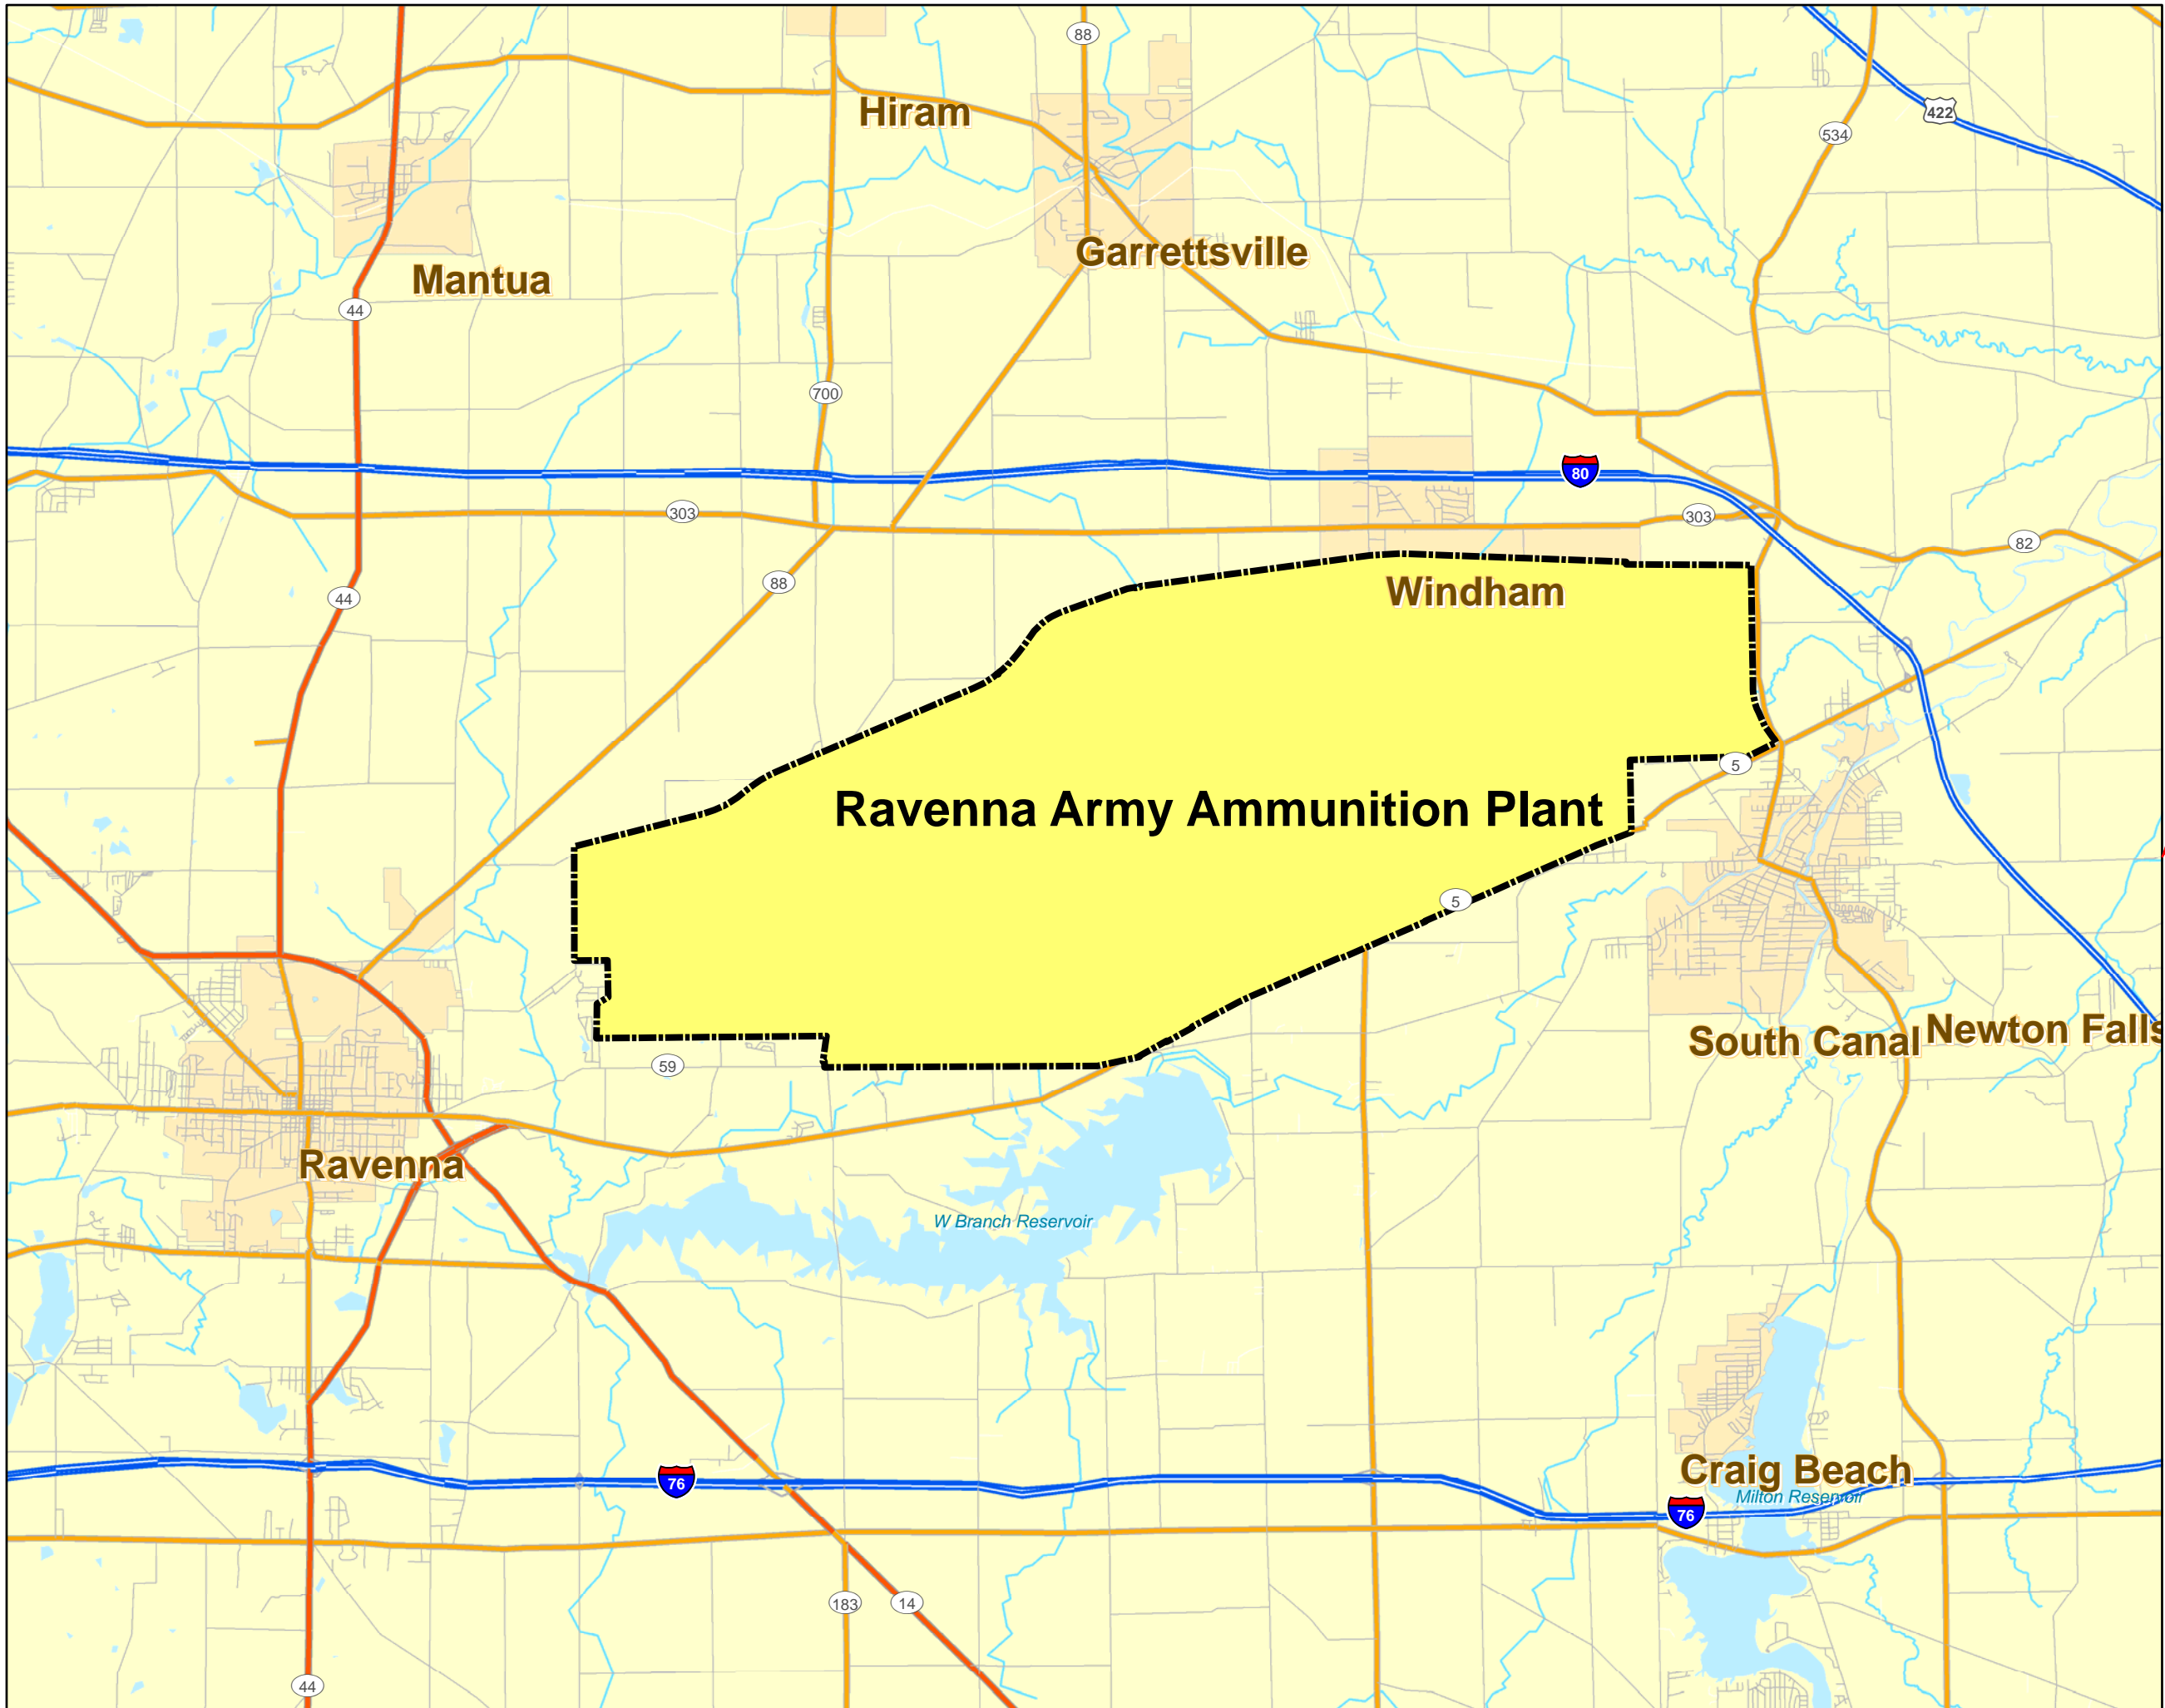 88
Hiram
422
534
Garrettsville
Mantua
44
700
80
303
303
82
88
Windham
44
5
Ravenna Army Ammunition Plant
5
South Canal
Newton Falls
59
Ravenna
W Branch Reservoir
Craig Beach
76
Milton Reservoir
76
183
14
44